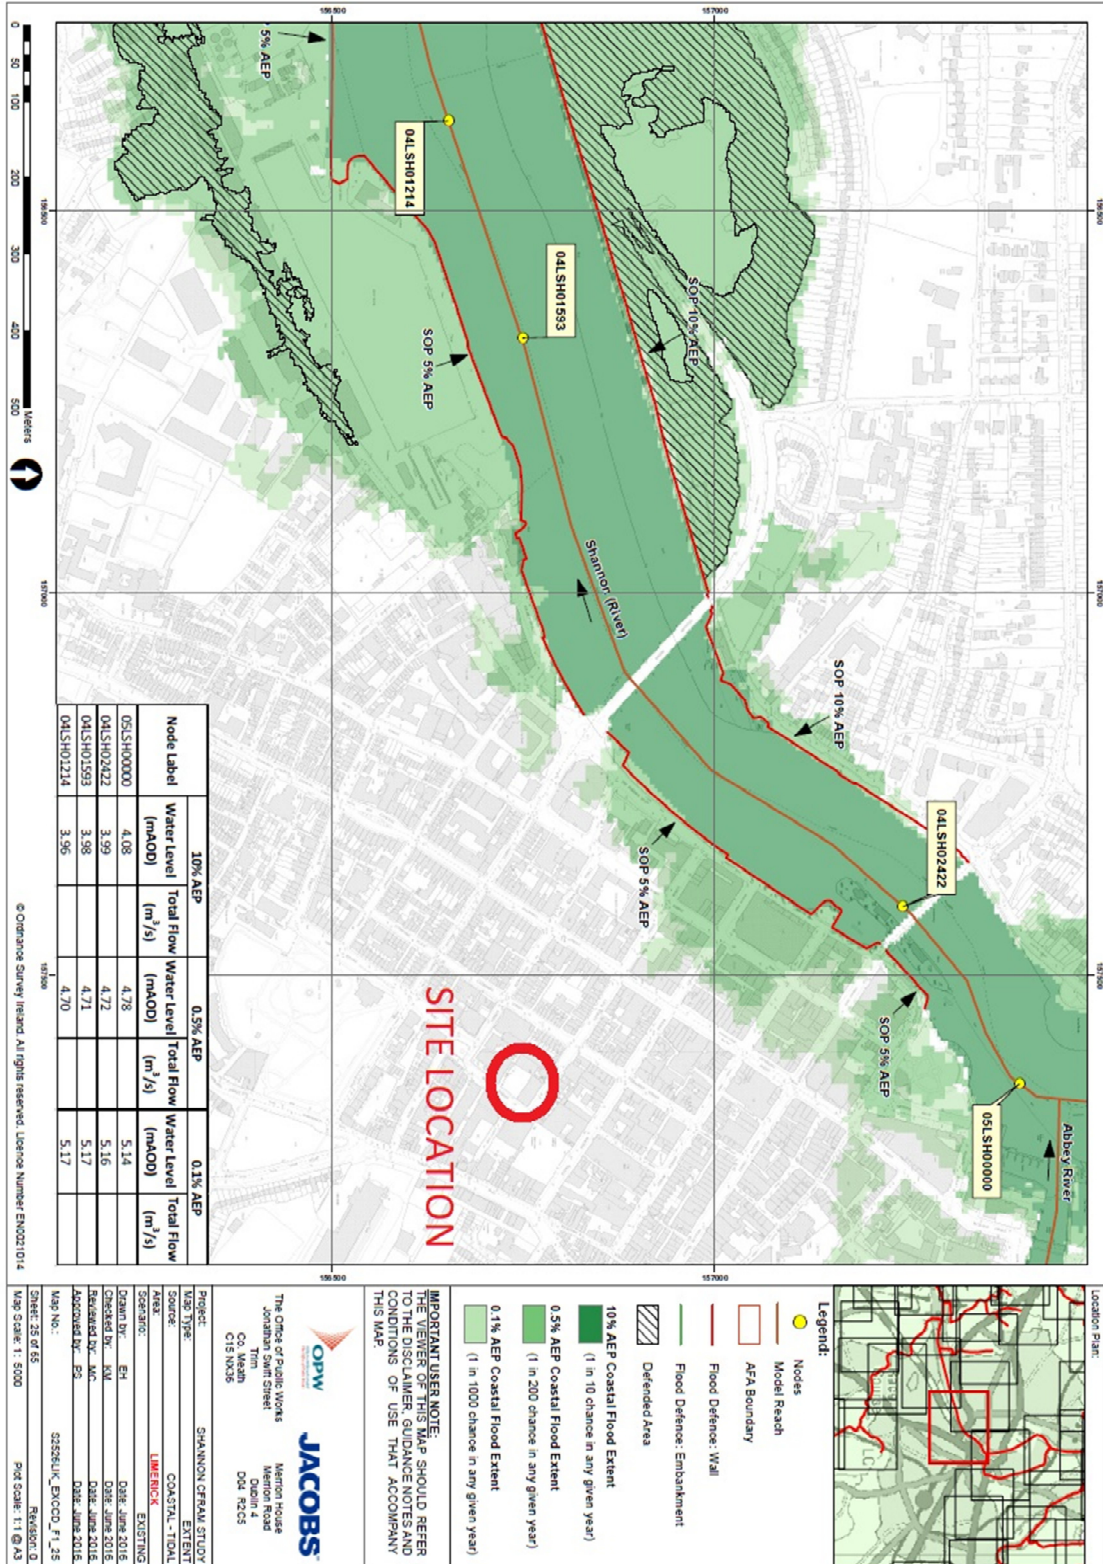 156500
157000
0 50 100 200 300 400 500
Meters
156500
157000
157500
156500
157000
5% AEP
04LSH01214
04LSH01593
SOP 10% AEP
SOP 5% AEP
Shannon (River)
SOP 10% AEP
04LSH02422
SOP 5% AEP
SOP 5% AEP
05LSH00000
Abbey River
SITE LOCATION
Node Label 10% AEP 0.5% AEP 0.1% AEP
Water Level (mAOD) Total Flow (m³/s) Water Level (mAOD) Total Flow (m³/s) Water Level (mAOD) Total Flow (m³/s)
05LSH00000 4.08 4.78 5.14
04LSH02422 3.99 4.72 5.16
04LSH01593 3.98 4.71 5.17
04LSH01214 3.96 4.70 5.17
© Ordnance Survey Ireland. All rights reserved. Licence Number EN0021014
Location Plan:
Legend:
Nodes
Model Reach
AFA Boundary
Flood Defence: Wall
Flood Defence: Embankment
Defended Area
10% AEP Coastal Flood Extent
(1 in 10 chance in any given year)
0.5% AEP Coastal Flood Extent
(1 in 200 chance in any given year)
0.1% AEP Coastal Flood Extent
(1 in 1000 chance in any given year)
IMPORTANT USER NOTE:
THE VIEWER OF THIS MAP SHOULD REFER
TO THE DISCLAIMER, GUIDANCE NOTES AND
CONDITIONS OF USE THAT ACCOMPANY
THIS MAP.
OPW
JACOBS
The Office of Public Works
Jonathan Swift Street
Trim
Co. Meath
C15 NX36
Merrion House
Merrion Road
Dublin 4
D04 R2C5
Project: SHANNON CFRAM STUDY
Map Type: EXTENT
Source: COASTAL - TIDAL
Area: LIMERICK
Scenario: EXISTING
Drawn by: EH Date: June 2016
Checked by: KM Date: June 2016
Reviewed by: MC Date: June 2016
Approved by: PS Date: June 2016
Map No.: S2526LIK_EXCCD_F1_25
Sheet: 25 of 65 Revision: 0
Map Scale: 1: 5000 Plot Scale: 1:1 @ A3